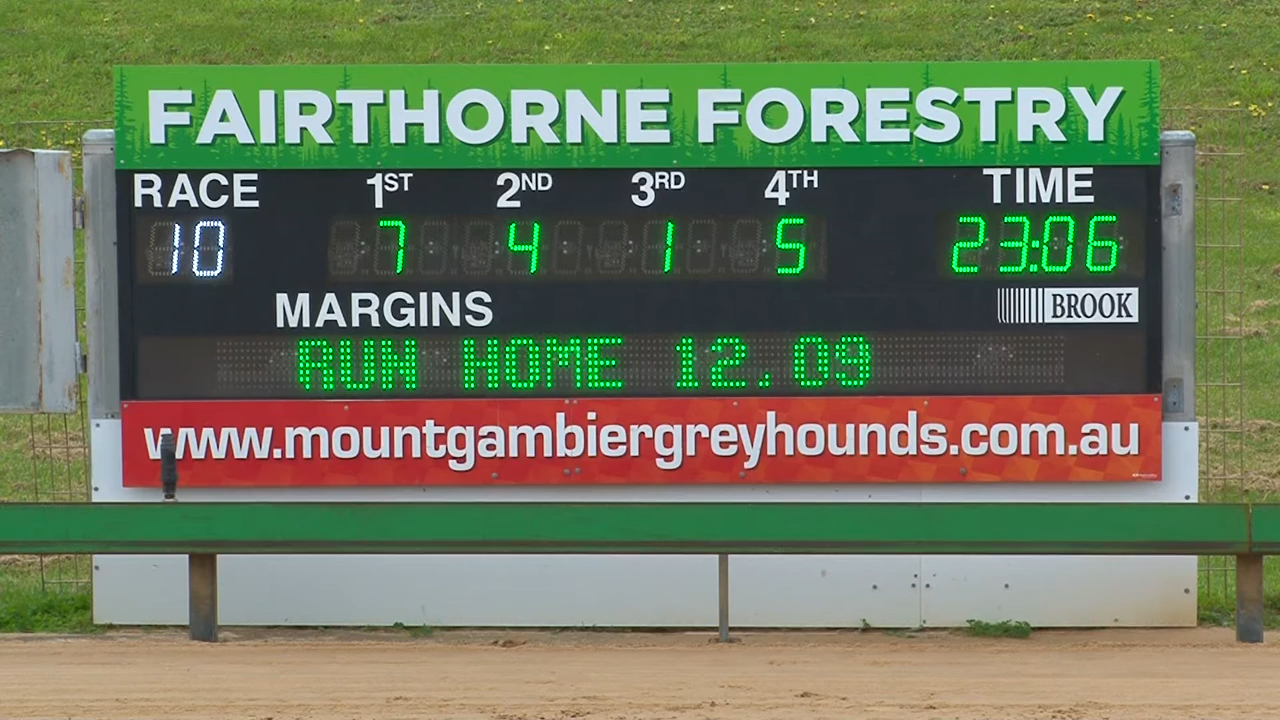 FAIRTHORNE FORESTRY
RACE 1ST 2ND 3RD 4TH TIME
10 7 4 1 5 23:06
MARGINS BROOK
RUN HOME 12.09
www.mountgambiergreyhounds.com.au